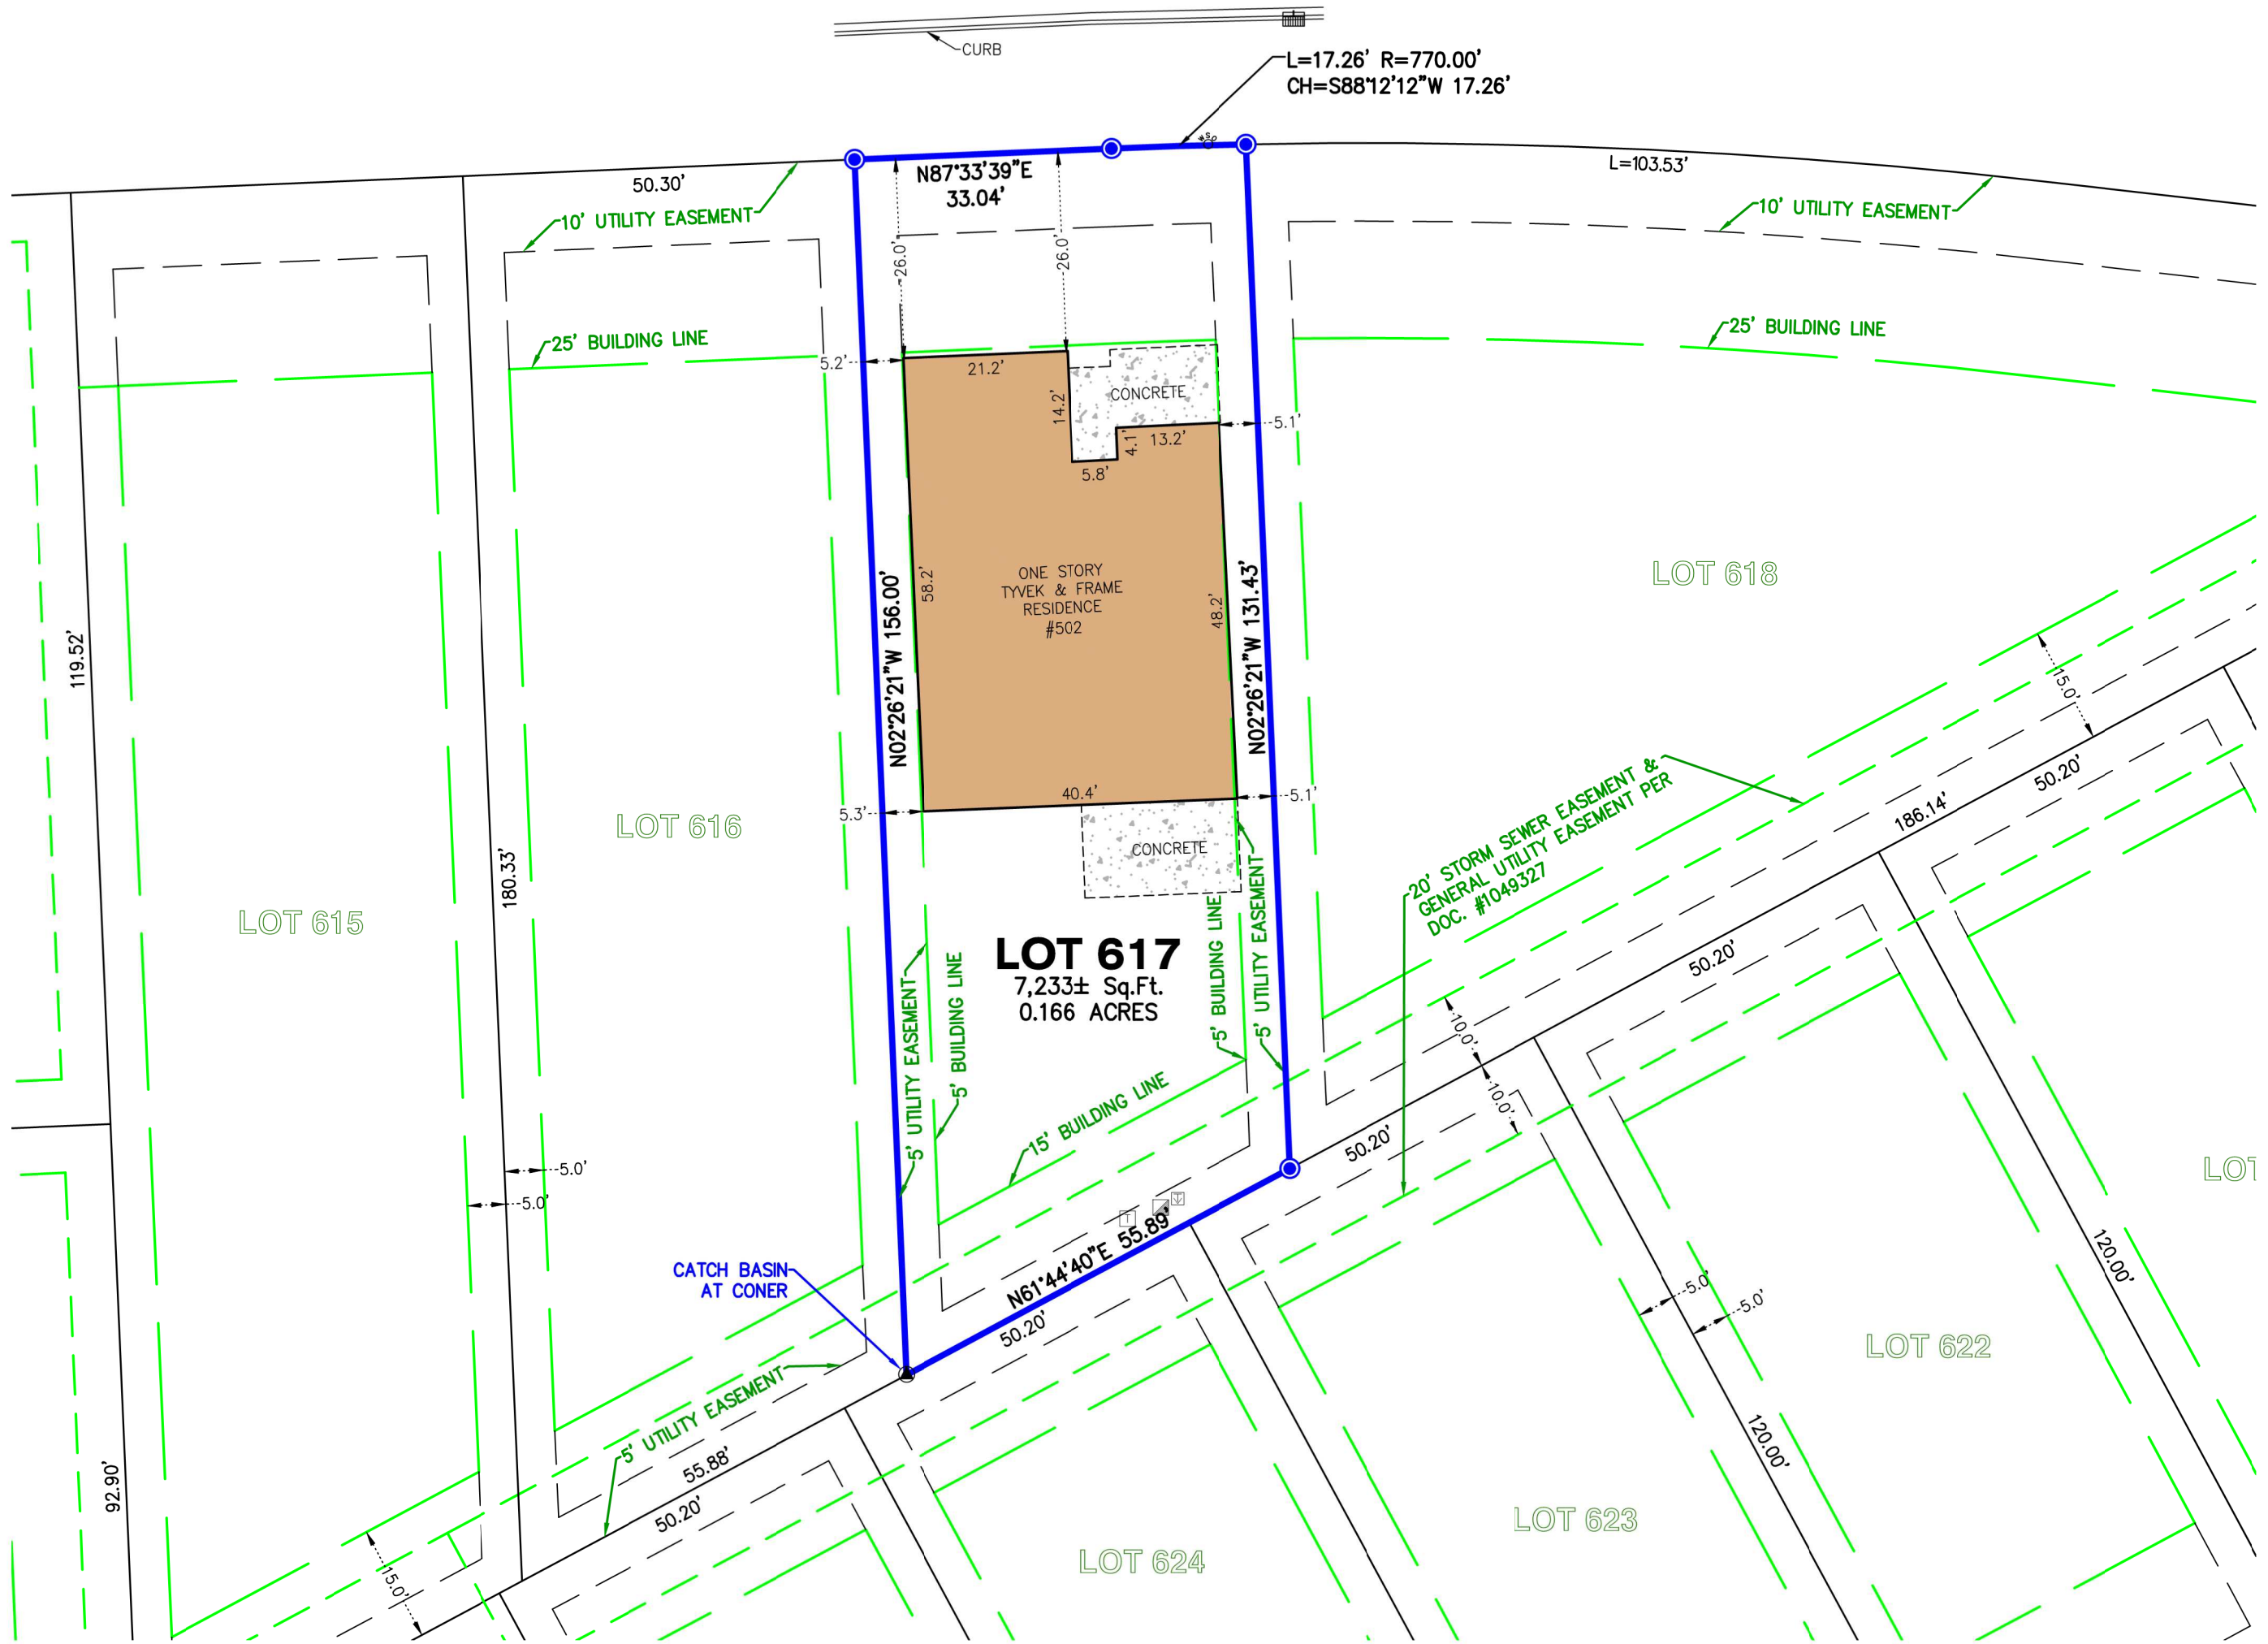 CURB
L=17.26' R=770.00'
CH=S88°12'12"W 17.26'
L=103.53'
50.30'
N87°33'39"E
33.04'
10' UTILITY EASEMENT
10' UTILITY EASEMENT
26.0'
26.0'
25' BUILDING LINE
25' BUILDING LINE
5.2'
21.2'
14.2'
CONCRETE
5.1'
4.1'
13.2'
5.8'
ONE STORY
TYVEK & FRAME
RESIDENCE
#502
58.2'
48.2'
N02°26'21"W 156.00'
N02°26'21"W 131.43'
LOT 618
119.52'
15.0'
40.4'
5.3'
5.1'
CONCRETE
LOT 616
180.33'
LOT 615
50.20'
186.14'
20' STORM SEWER EASEMENT &
GENERAL UTILITY EASEMENT PER
DOC. #1049327
LOT 617
7,233± Sq.Ft.
0.166 ACRES
5' UTILITY EASEMENT
5' BUILDING LINE
5' BUILDING LINE
5' UTILITY EASEMENT
50.20'
10.0'
10.0'
15' BUILDING LINE
50.20'
5.0'
5.0'
T
LOT
CATCH BASIN
AT CONER
N61°44'40"E 55.89'
50.20'
120.00'
5.0'
5.0'
LOT 622
5' UTILITY EASEMENT
55.88'
50.20'
92.90'
120.00'
15.0'
LOT 623
LOT 624